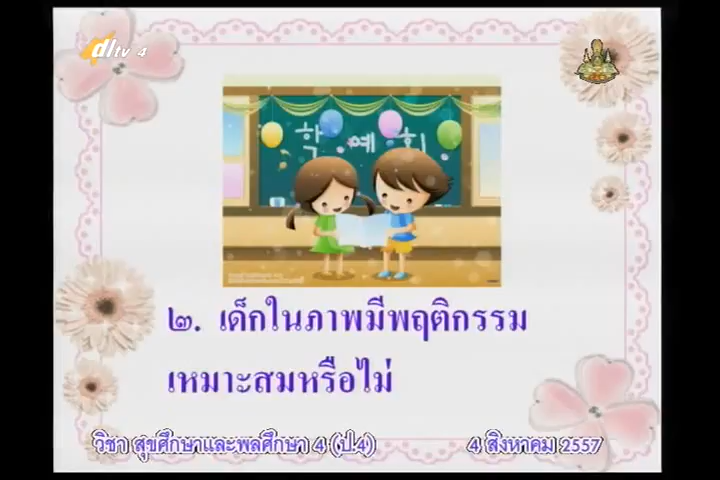 dltv 4
학예회
๒. เด็กในภาพมีพฤติกรรม
เหมาะสมหรือไม่
วิชา สุขศึกษาและพลศึกษา 4 (ป.4) 4 สิงหาคม 2557